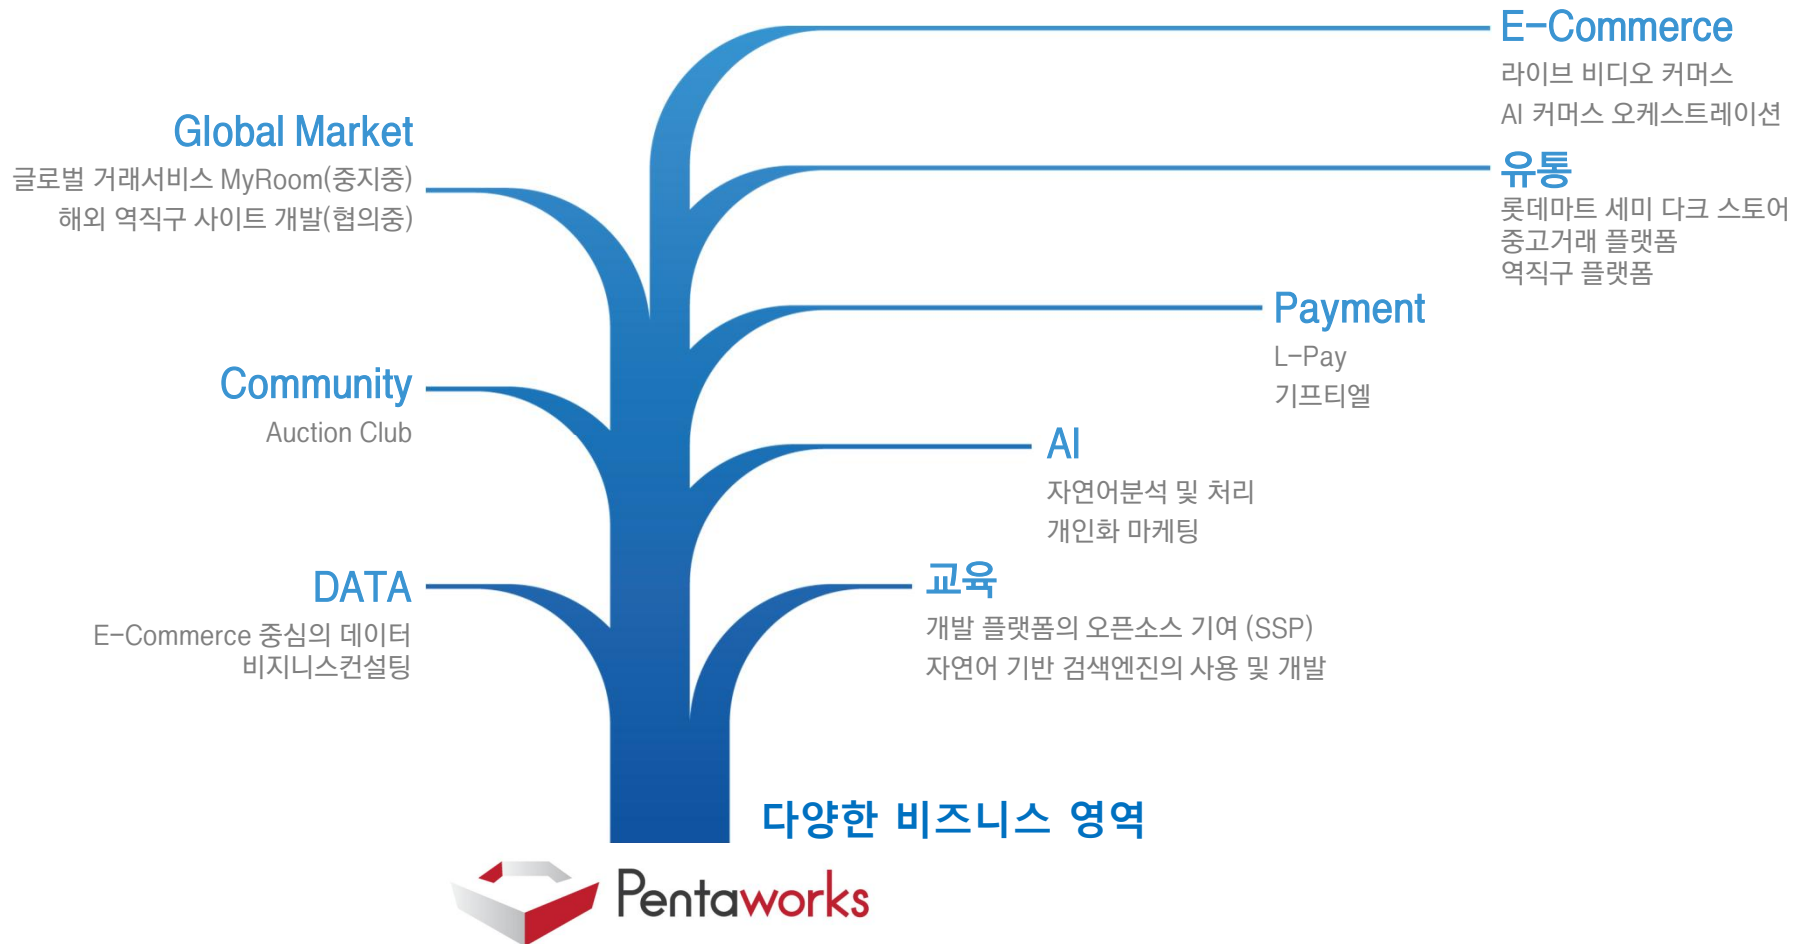 E-Commerce
라이브 비디오 커머스
AI 커머스 오케스트레이션
Global Market
글로벌 거래서비스 MyRoom(중지중)
해외 역직구 사이트 개발(협의중)
유통
롯데마트 세미 다크 스토어
중고거래 플랫폼
역직구 플랫폼
Payment
L-Pay
기프티엘
Community
Auction Club
AI
자연어분석 및 처리
개인화 마케팅
DATA
E-Commerce 중심의 데이터
비지니스컨설팅
교육
개발 플랫폼의 오픈소스 기여 (SSP)
자연어 기반 검색엔진의 사용 및 개발
다양한 비즈니스 영역
Pentaworks